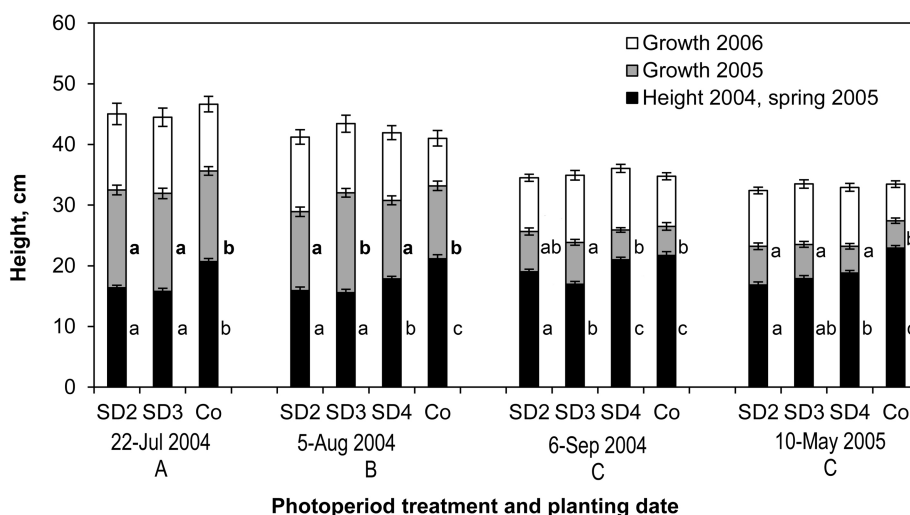 60
50
40
30
20
10
0
Height, cm
Growth 2006
Growth 2005
Height 2004, spring 2005
a a b a b a b ab a b b a a a b
a a b a a b c a b c c a ab b c
SD2 SD3 Co SD2 SD3 SD4 Co SD2 SD3 SD4 Co SD2 SD3 SD4 Co
22-Jul 2004 5-Aug 2004 6-Sep 2004 10-May 2005
A B C C
Photoperiod treatment and planting date